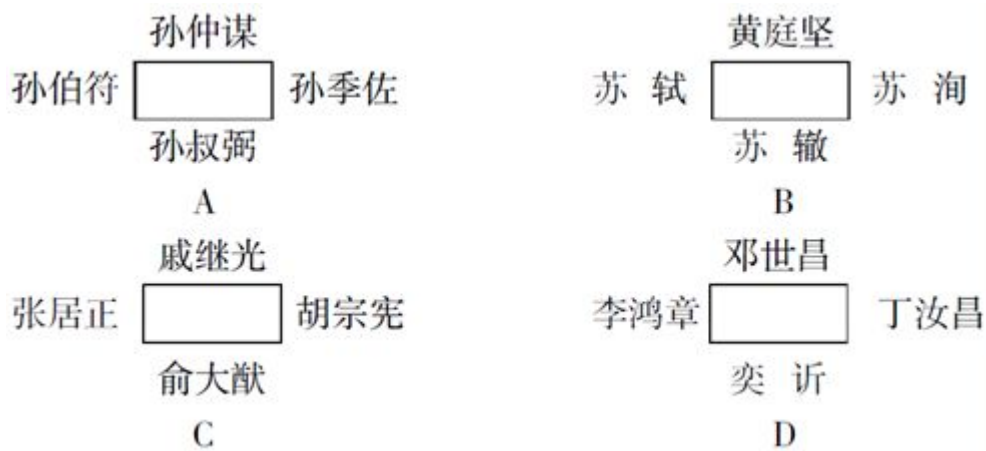 孙仲谋
孙伯符 孙季佐
孙叔弼
A
黄庭坚
苏 轼 苏 洵
苏 辙
B
戚继光
张居正 胡宗宪
俞大猷
C
邓世昌
李鸿章 丁汝昌
奕 䜣
D